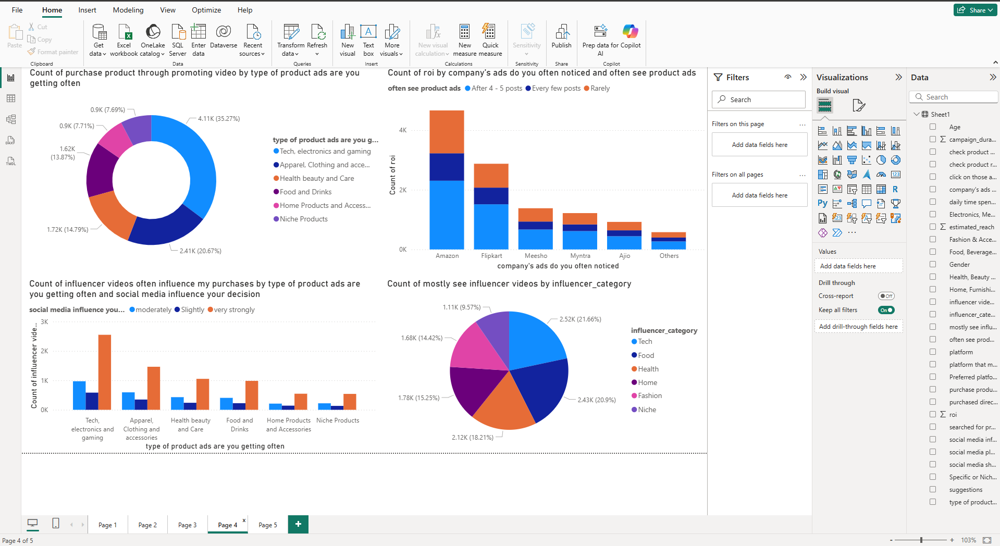 File Home Insert Modeling View Optimize Help Share
Paste
Cut
Copy
Format painter
Clipboard
Get data
Excel workbook
OneLake catalog
SQL Server
Enter data
Dataverse
Recent sources
Data
Transform data
Refresh
Queries
New visual
Text box
More visuals
Insert
New visual calculation
New measure
Quick measure
Calculations
Sensitivity
Sensitivity
Publish
Share
Prep data for AI
Copilot
Copilot
Count of purchase product through promoting video by type of product ads are you
getting often
0.9K (7.69%)
4.11K (35.27%)
0.9K (7.71%)
1.62K
(13.87%)
1.72K (14.79%)
2.41K (20.67%)
type of product ads are you g...
Tech, electronics and gaming
Apparel, Clothing and acce...
Health beauty and Care
Food and Drinks
Home Products and Access...
Niche Products
Count of roi by company's ads do you often noticed and often see product ads
often see product ads After 4 - 5 posts Every few posts Rarely
Count of roi
4K
2K
0K
Amazon Flipkart Meesho Myntra Ajio Others
company's ads do you often noticed
Count of influencer videos often influence my purchases by type of product ads are
you getting often and social media influence your decision
social media influence you... moderately Slightly very strongly
Count of influencer vide...
3K
2K
1K
0K
Tech,
electronics and
gaming
Apparel,
Clothing and
accessories
Health beauty
and Care
Food and
Drinks
Home Products
and Accessories
Niche Products
type of product ads are you getting often
Count of mostly see influencer videos by influencer_category
1.11K (9.57%)
2.52K (21.66%)
1.68K (14.42%)
1.78K (15.25%)
2.43K (20.9%)
2.12K (18.21%)
influencer_category
Tech
Food
Health
Home
Fashion
Niche
Filters
Search
Filters on this page ...
Add data fields here
Filters on all pages ...
Add data fields here
Visualizations
Build visual
123
R
Py
123
...
Values
Add data fields here
Drill through
Cross-report Off
Keep all filters On
Add drill-through fields here
Data
Search
Sheet1
Age
∑ campaign_dura...
check product ...
check product r...
click on those a...
company's ads ...
daily time spen...
Electronics, Me...
∑ estimated_reach
Fashion & Acce...
Food, Beverage...
Gender
Health, Beauty ...
Home, Furnishi...
influencer vide...
influencer_cate...
mostly see influ...
often see prod...
platform
platform that m...
Preferred platfo...
purchase produ...
purchased direc...
∑ roi
searched for pr...
social media inf...
social media pl...
social media sh...
Specific or Nich...
suggestions
type of product...
DAX
TMDL
Page 1 Page 2 Page 3 Page 4 x Page 5 +
Page 4 of 5
- + 103%